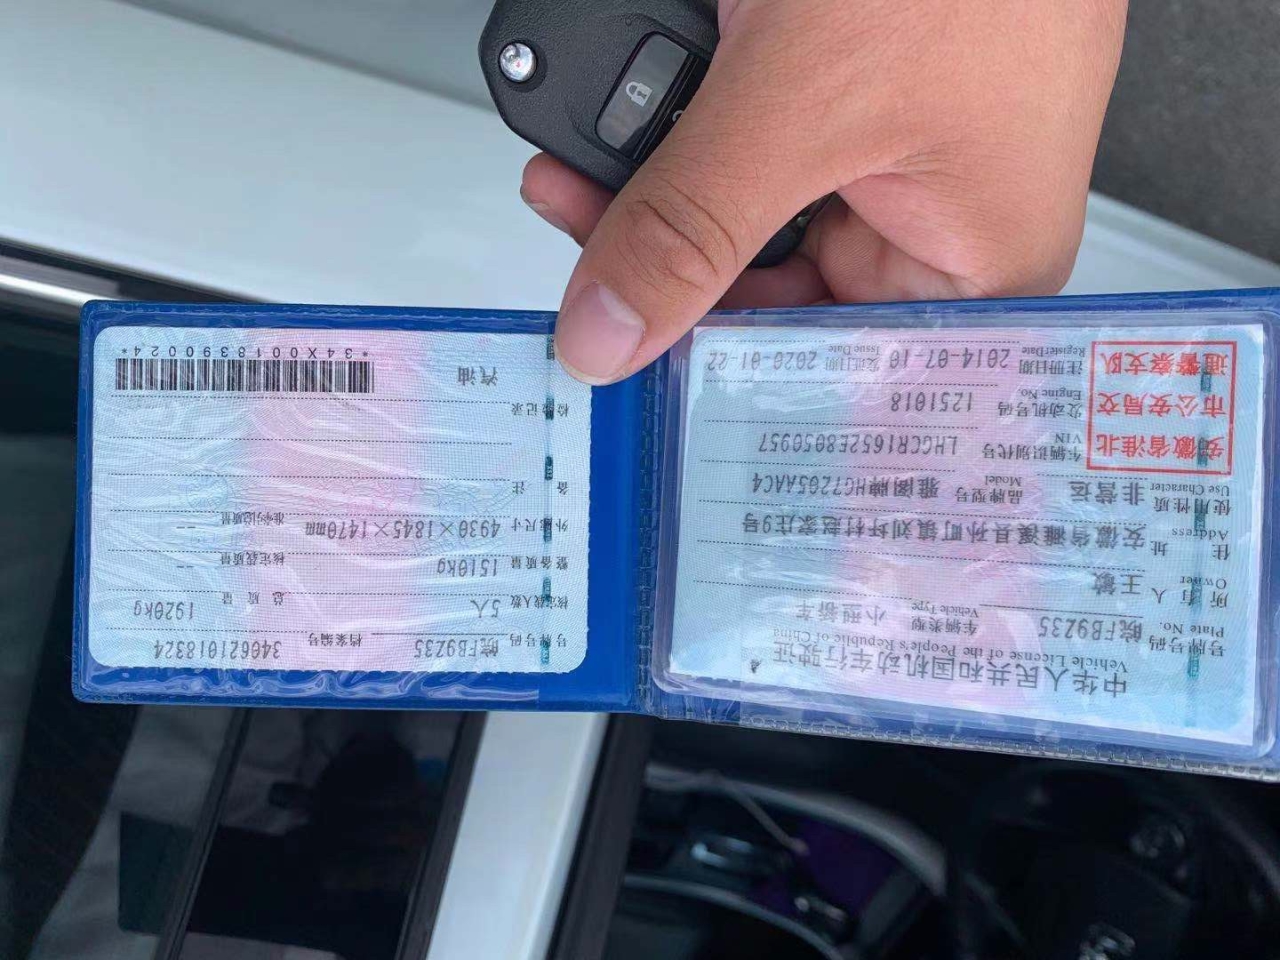 中华人民共和国机动车行驶证
Vehicle License of the People's Republic of China
号牌号码 皖FB9235 车辆类型 小型轿车
Plate No. Vehicle Type
所有人 王敏
Owner
住址 安徽省濉溪县孙町镇刘圩村赵家庄9号
Address
使用性质 非营运 品牌型号 雅阁牌HG7205AAC4
Use Character Model
安徽省淮北
市公安局交
通警察支队
车辆识别代号 LHGCR1652E8050957
VIN
发动机号码 1251018
Engine No.
注册日期 2014-07-10 发证日期 2020-01-22
Register Date Issue Date
号牌号码 皖FB9235 档案编号 340621018324
核定载人数 5人 总质量 1920kg
整备质量 1510kg 核定载质量 --
外廓尺寸 4930×1845×1470mm 准牵引总质量 --
备注
检验记录
汽油
*34X0018390024*